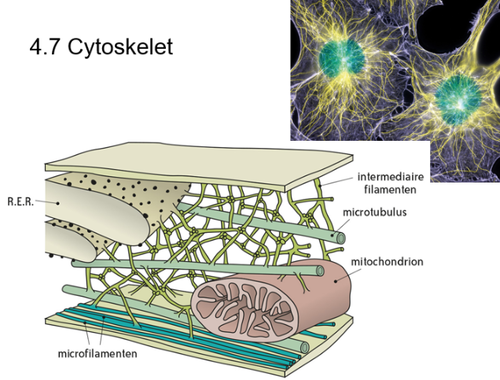 4.7 Cytoskelet
intermediaire
filamenten
R.E.R.
microtubulus
mitochondrion
microfilamenten